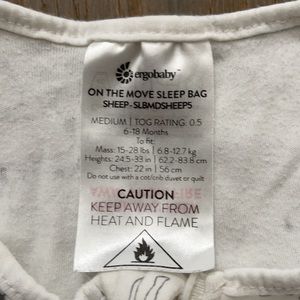 ergobaby
ON THE MOVE SLEEP BAG
SHEEP-SLBMDSHEEP5
MEDIUM | TOG RATING: 0.5
6-18 Months
To fit:
Mass: 15-28 lbs | 6.8-12.7 kg
Heights: 24.5-33 in | 62.2-83.8 cm
Chest: 22 in | 56 cm
Do not use with a cot/crib duvet or quilt
CAUTION
KEEP AWAY FROM
HEAT AND FLAME